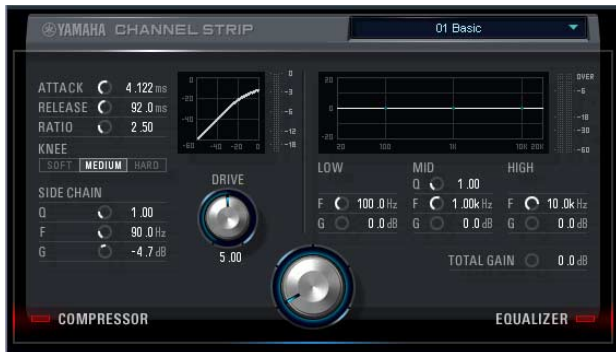 YAMAHA CHANNEL STRIP
01 Basic
ATTACK 4.122 ms
RELEASE 92.0 ms
RATIO 2.50
KNEE
SOFT MEDIUM HARD
SIDE CHAIN
Q 1.00
F 90.0 Hz
G -4.7 dB
0
-20
-40
-60 -40 -20 0
0
-3
-6
-12
-18
DRIVE
5.00
20
0
-20
20 100 1K 10K 20K
OVER
-6
-18
-30
-60
LOW MID HIGH
Q 1.00
F 100.0 Hz F 1.00k Hz F 10.0k Hz
G 0.0 dB G 0.0 dB G 0.0 dB
TOTAL GAIN 0.0 dB
COMPRESSOR
EQUALIZER